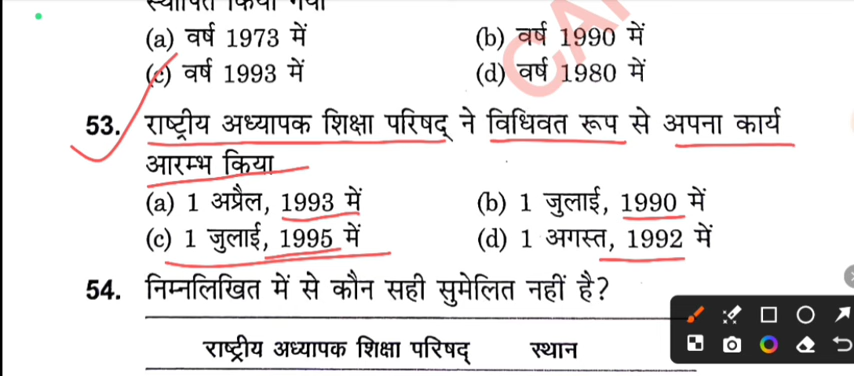 स्थापित किया गया
(a) वर्ष 1973 में (b) वर्ष 1990 में
(c) वर्ष 1993 में (d) वर्ष 1980 में
53. राष्ट्रीय अध्यापक शिक्षा परिषद् ने विधिवत रूप से अपना कार्य
आरम्भ किया
(a) 1 अप्रैल, 1993 में (b) 1 जुलाई, 1990 में
(c) 1 जुलाई, 1995 में (d) 1 अगस्त, 1992 में
54. निम्नलिखित में से कौन सही सुमेलित नहीं है?
राष्ट्रीय अध्यापक शिक्षा परिषद् स्थान